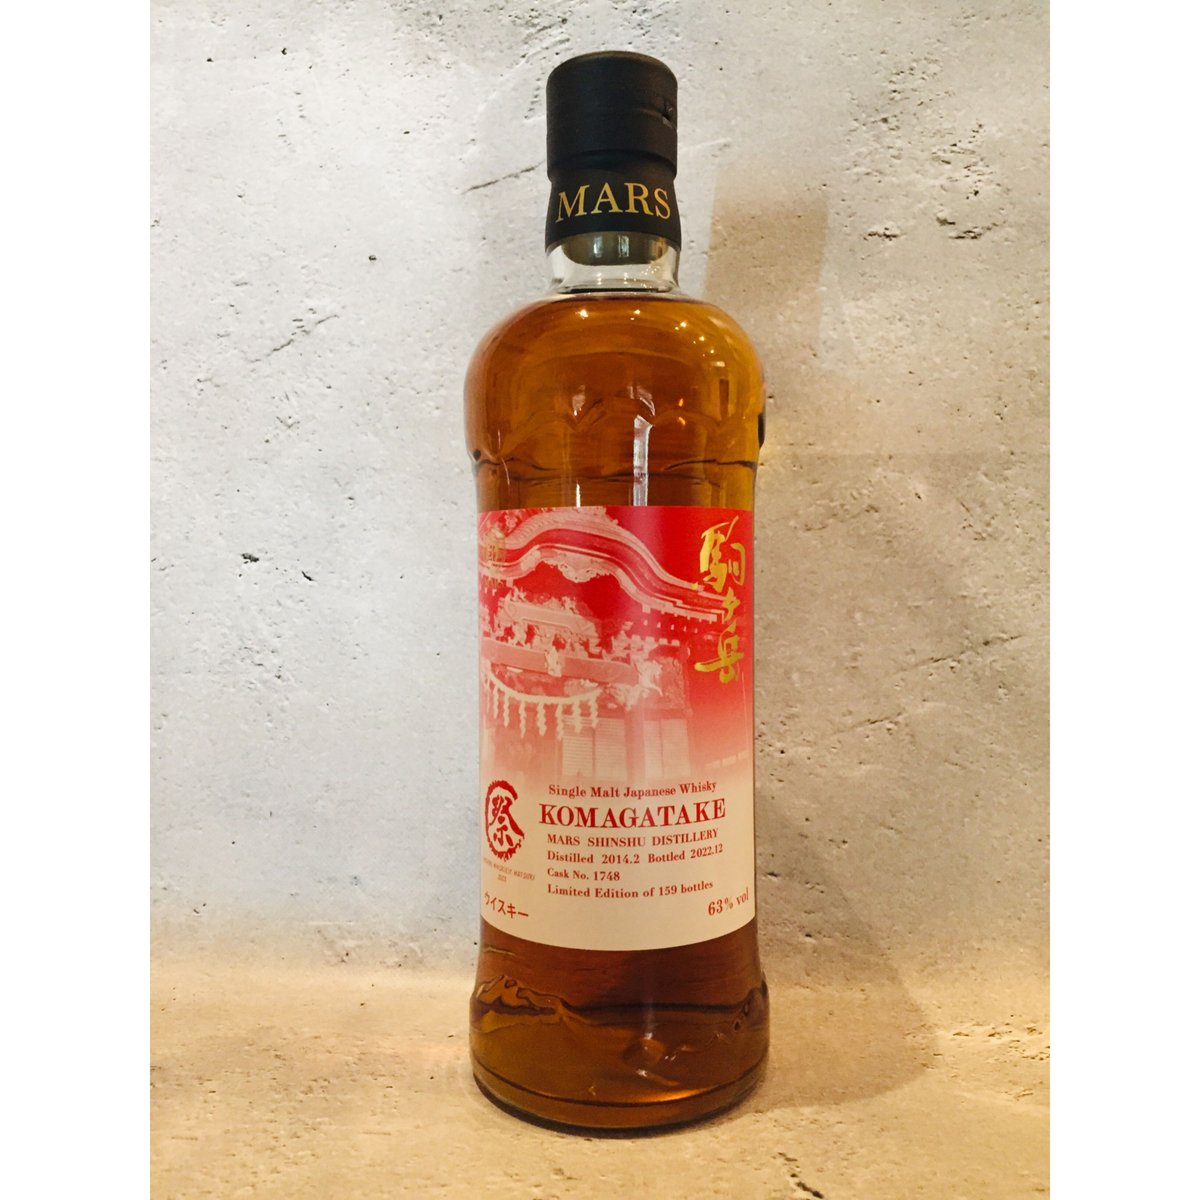 MARS
駒ヶ岳
Single Malt Japanese Whisky
KOMAGATAKE
MARS SHINSHU DISTILLERY
Distilled 2014.2 Bottled 2022.12
Cask No. 1748
Limited Edition of 159 bottles
祭
ウイスキー
63% vol